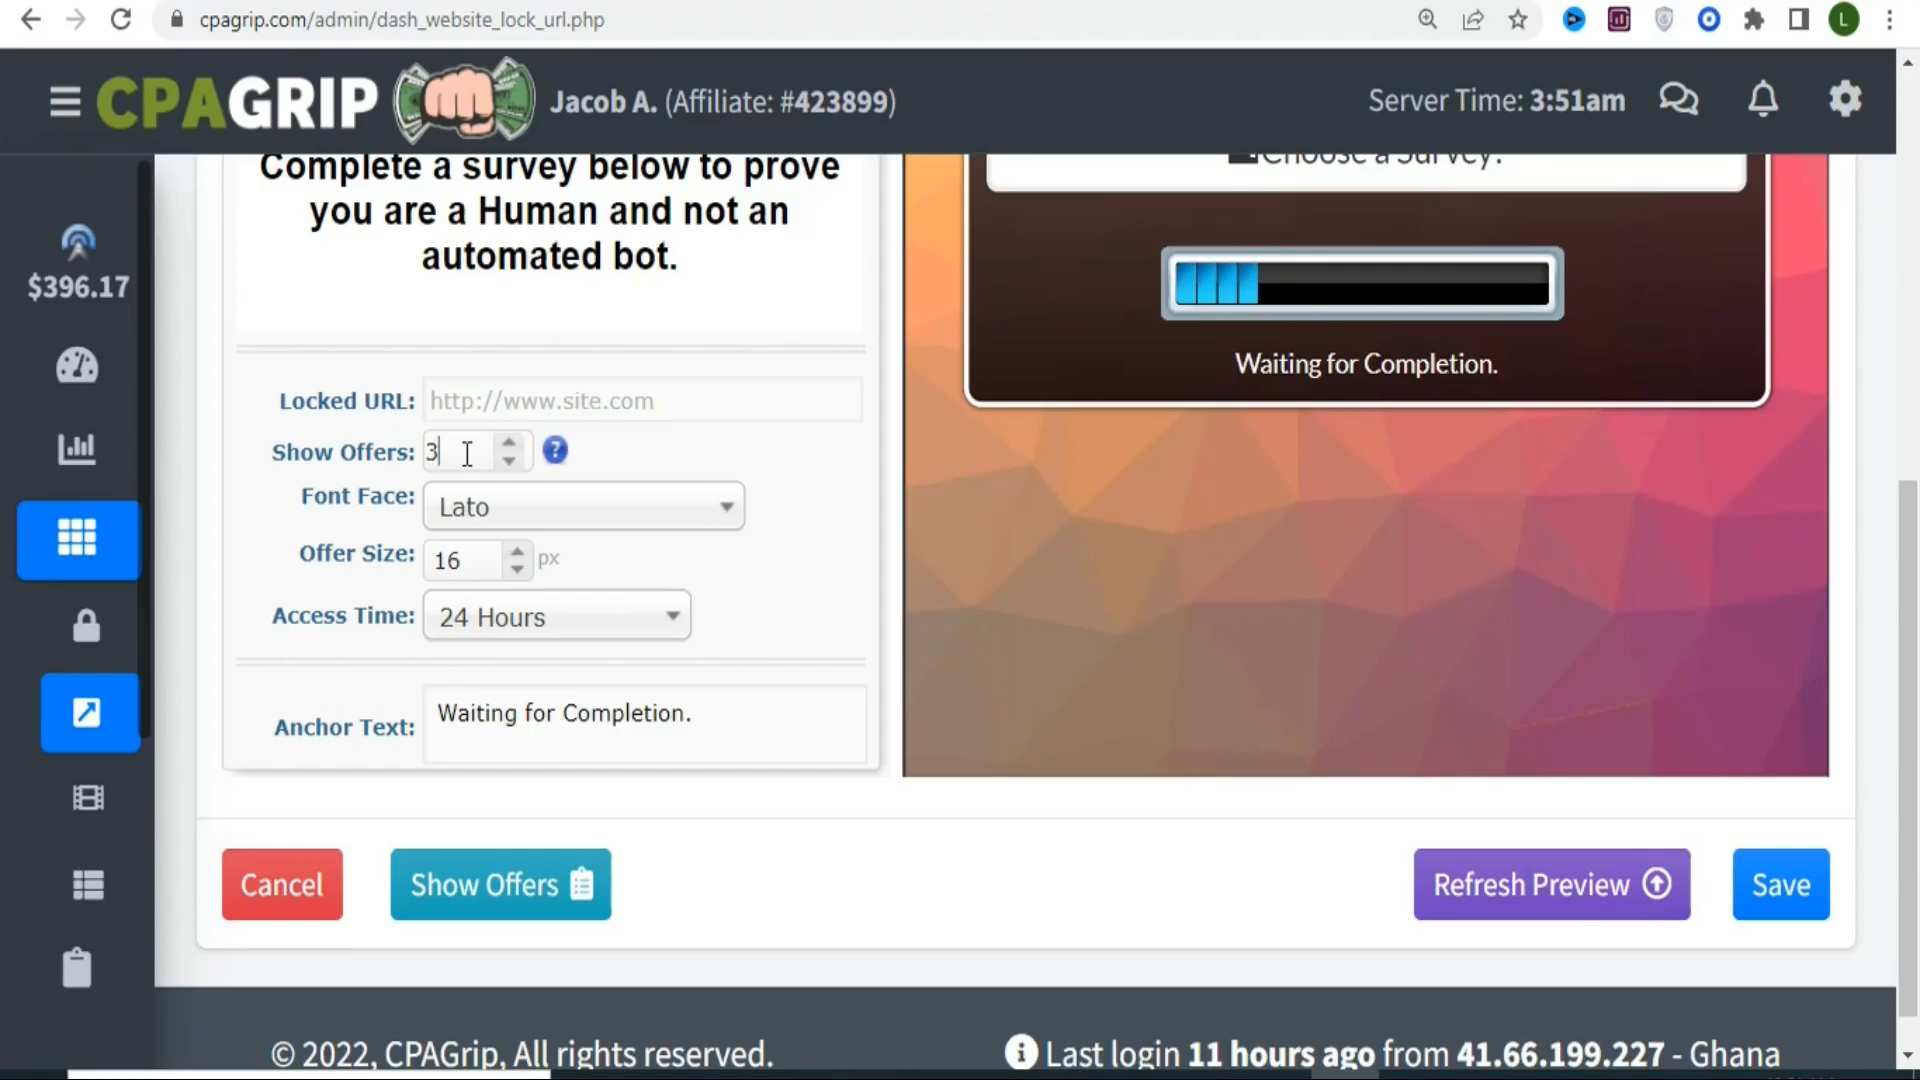 cpagrip.com/admin/dash_website_lock_url.php
L
CPAGRIP
Jacob A. (Affiliate: #423899)
Server Time: 3:51am
$396.17
Complete a survey below to prove
you are a Human and not an
automated bot.
Choose a Survey:
Waiting for Completion.
Locked URL: http://www.site.com
Show Offers: 3
?
Font Face: Lato
Offer Size: 16 px
Access Time: 24 Hours
Anchor Text: Waiting for Completion.
Cancel
Show Offers
Refresh Preview
Save
© 2022, CPAGrip, All rights reserved.
Last login 11 hours ago from 41.66.199.227 - Ghana